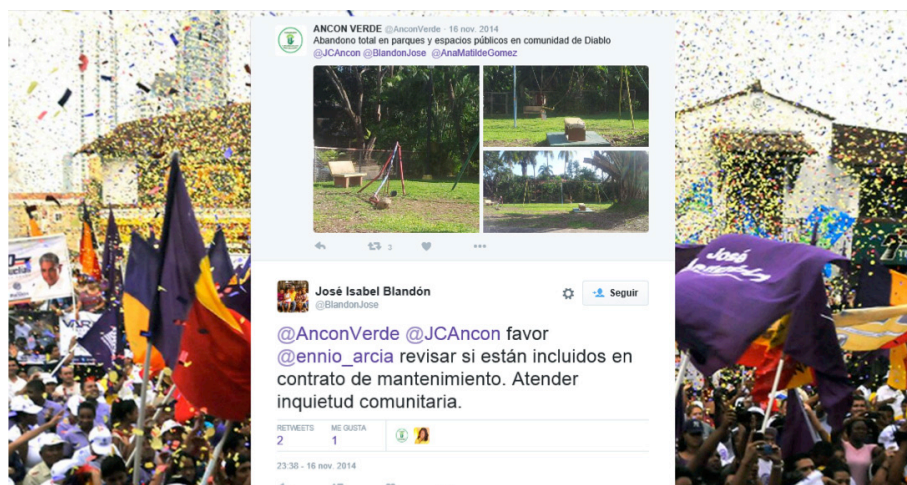 ANCON VERDE @AnconVerde · 16 nov. 2014
Abandono total en parques y espacios públicos en comunidad de Diablo
@JCAncon @BlandonJose @AnaMatildeGomez
3
José Isabel Blandón
@BlandonJose
Seguir
@AnconVerde @JCAncon favor
@ennio_arcia revisar si están incluidos en
contrato de mantenimiento. Atender
inquietud comunitaria.
RETWEETS ME GUSTA
2 1
23:38 - 16 nov. 2014
José